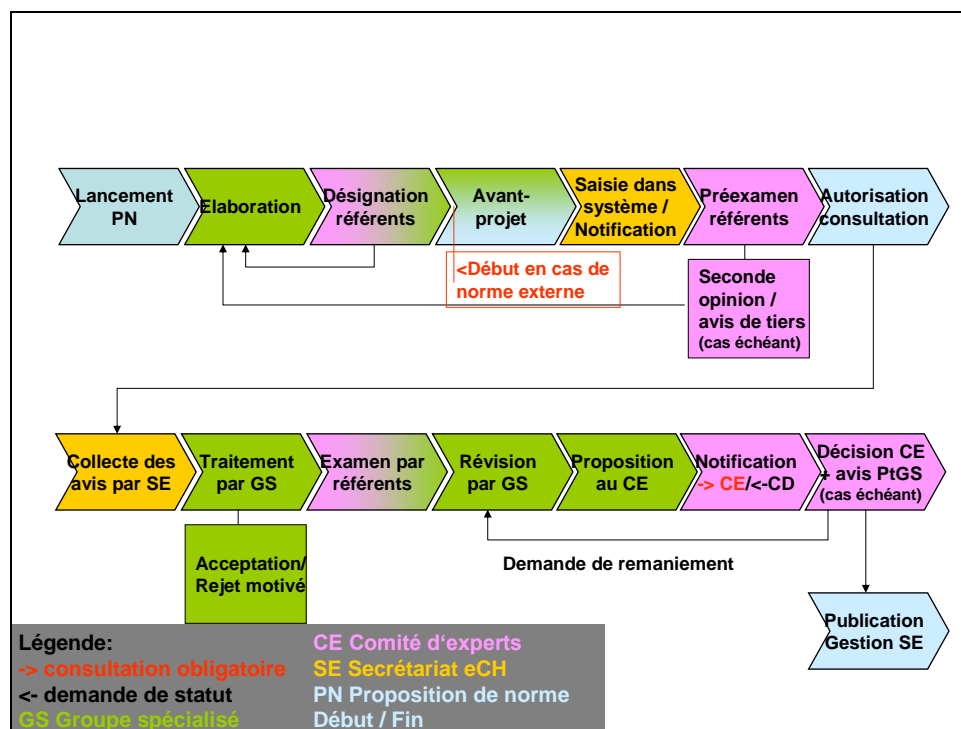 Lancement
PN
Elaboration
Désignation
référents
Avant-
projet
Saisie dans
système /
Notification
Préexamen
référents
Autorisation
consultation
<Début en cas de
norme externe
Seconde
opinion /
avis de tiers
(cas échéant)
Collecte des
avis par SE
Traitement
par GS
Examen par
référents
Révision
par GS
Proposition
au CE
Notification
-> CE/<-CD
Décision CE
+ avis PtGS
(cas échéant)
Acceptation/
Rejet motivé
Demande de remaniement
Publication
Gestion SE
Légende:
-> consultation obligatoire
<- demande de statut
GS Groupe spécialisé
CE Comité d‘experts
SE Secrétariat eCH
PN Proposition de norme
Début / Fin